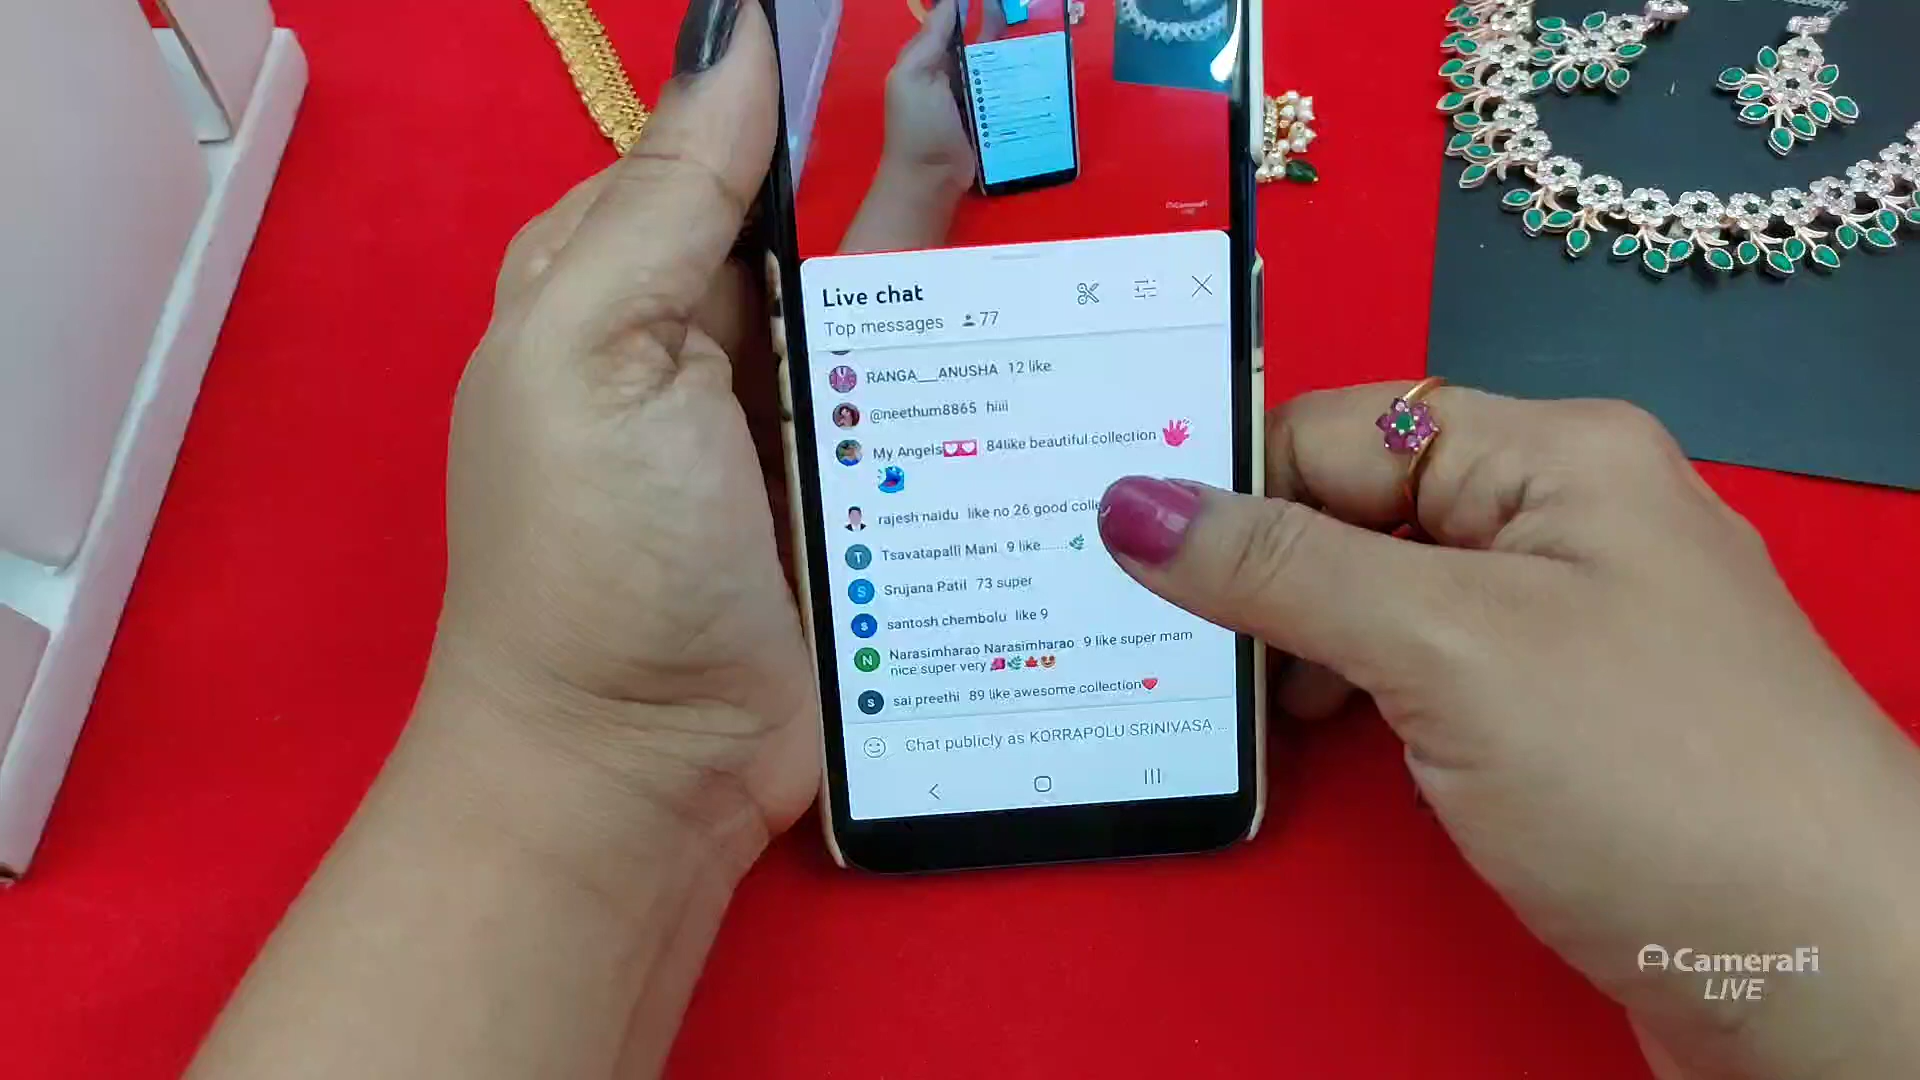 Live chat
Top messages 77
RANGA__ANUSHA 12 like
@neethum8865 hiiii
My Angels 84like beautiful collection
rajesh naidu like no 26 good colle
Tsavatapalli Mani 9 like.......
Srujana Patil 73 super
santosh chembolu like 9
Narasimharao Narasimharao 9 like super mam
nice super very
sai preethi 89 like awesome collection
Chat publicly as KORRAPOLU SRINIVASA ...
T
S
s
N
s
CameraFi
LIVE